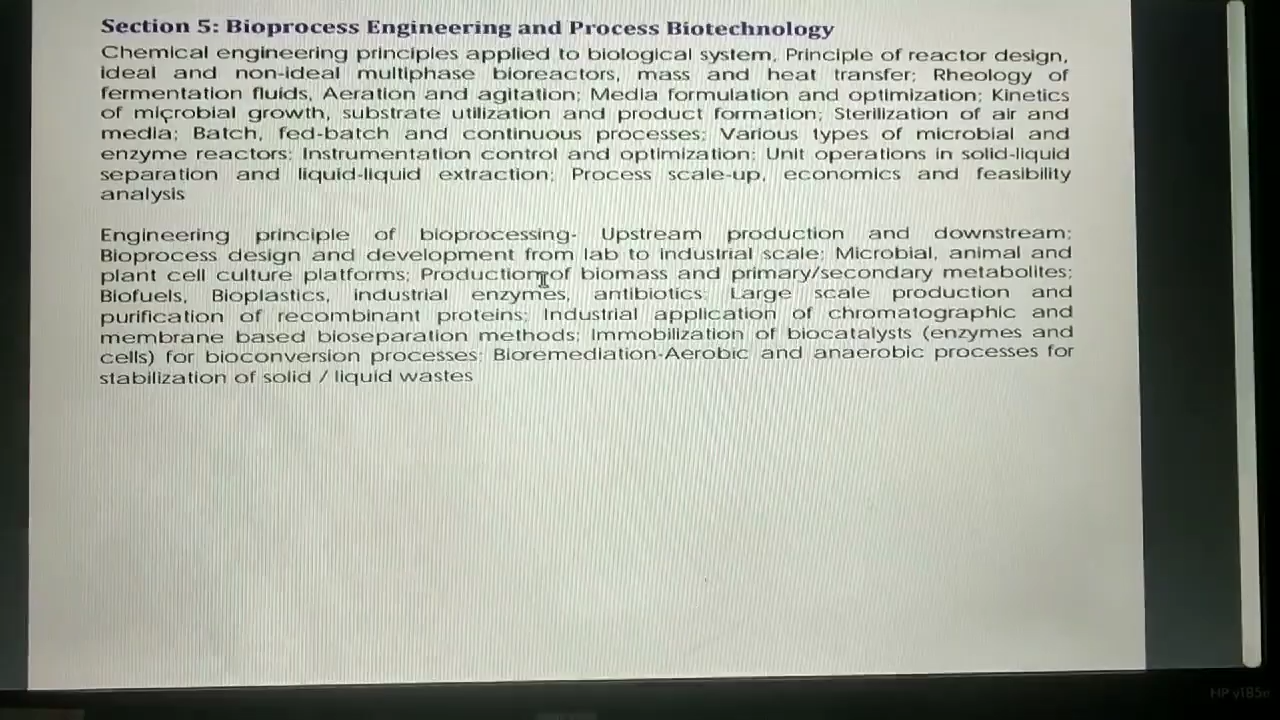 Section 5: Bioprocess Engineering and Process Biotechnology
Chemical engineering principles applied to biological system, Principle of reactor design,
ideal and non-ideal multiphase bioreactors, mass and heat transfer; Rheology of
fermentation fluids, Aeration and agitation; Media formulation and optimization; Kinetics
of microbial growth, substrate utilization and product formation; Sterilization of air and
media; Batch, fed-batch and continuous processes; Various types of microbial and
enzyme reactors; Instrumentation control and optimization; Unit operations in solid-liquid
separation and liquid-liquid extraction; Process scale-up, economics and feasibility
analysis
Engineering principle of bioprocessing- Upstream production and downstream;
Bioprocess design and development from lab to industrial scale; Microbial, animal and
plant cell culture platforms; Production of biomass and primary/secondary metabolites;
Biofuels, Bioplastics, industrial enzymes, antibiotics; Large scale production and
purification of recombinant proteins; Industrial application of chromatographic and
membrane based bioseparation methods; Immobilization of biocatalysts (enzymes and
cells) for bioconversion processes; Bioremediation-Aerobic and anaerobic processes for
stabilization of solid / liquid wastes
HP v185e